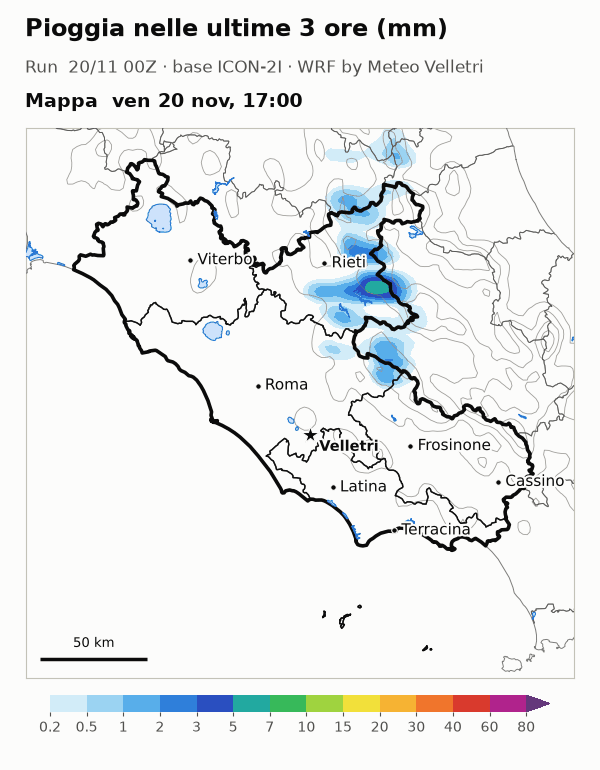 Pioggia nelle ultime 3 ore (mm)
Run  20/11 00Z · base ICON-2I · WRF by Meteo Velletri
Mappa  ven 20 nov, 17:00
Viterbo
Rieti
Roma
Velletri
Frosinone
Latina
Cassino
Terracina
50 km
0.2 0.5 1 2 3 5 7 10 15 20 30 40 60 80